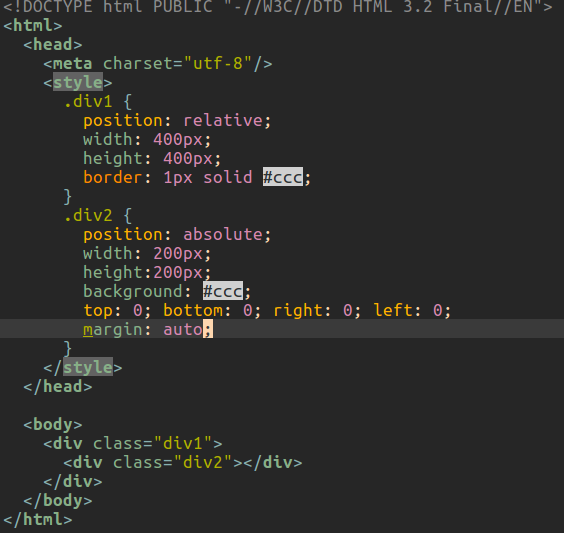 <!DOCTYPE html PUBLIC "-//W3C//DTD HTML 3.2 Final//EN">
<html>
  <head>
    <meta charset="utf-8"/>
    <style>
      .div1 {
        position: relative;
        width: 400px;
        height: 400px;
        border: 1px solid #ccc;
      }
      .div2 {
        position: absolute;
        width: 200px;
        height:200px;
        background: #ccc;
        top: 0; bottom: 0; right: 0; left: 0;
        margin: auto;
      }
    </style>
  </head>

  <body>
    <div class="div1">
      <div class="div2"></div>
    </div>
  </body>
</html>